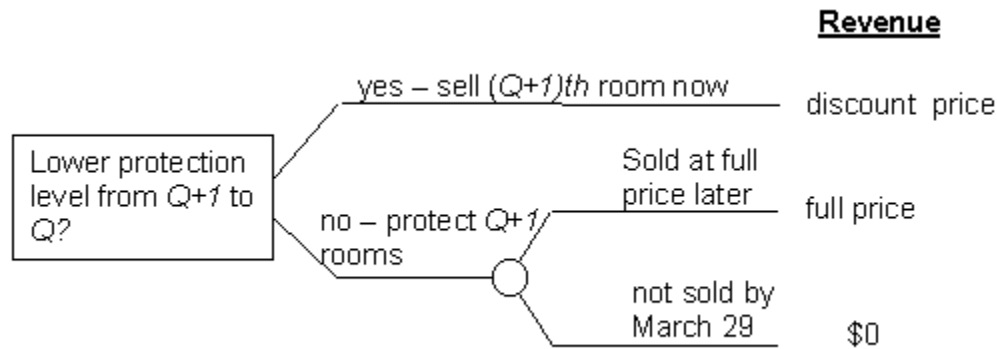 Revenue
yes – sell (Q+1)th room now
discount price
Lower protection
level from Q+1 to
Q?
Sold at full
price later
full price
no – protect Q+1
rooms
not sold by
March 29
$0